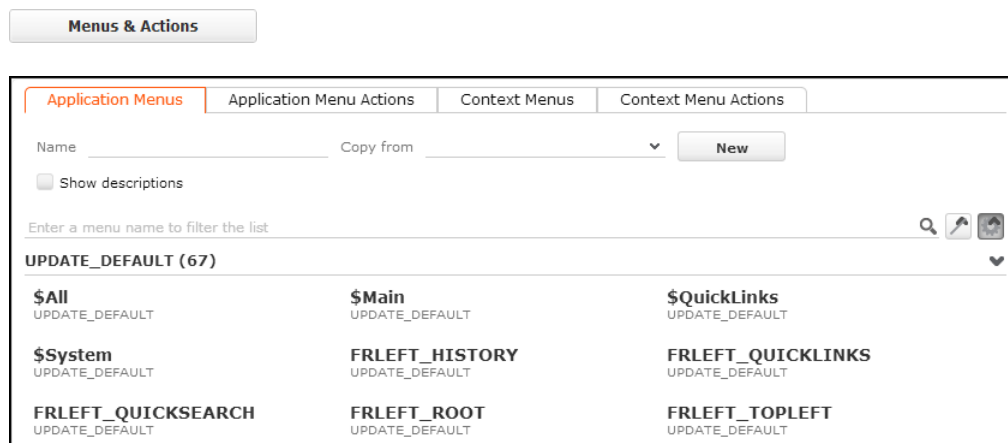 Menus & Actions
Application Menus Application Menu Actions Context Menus Context Menu Actions
Name Copy from New
Show descriptions
Enter a menu name to filter the list
UPDATE_DEFAULT (67)
$All $Main $QuickLinks
UPDATE_DEFAULT UPDATE_DEFAULT UPDATE_DEFAULT
$System FRLEFT_HISTORY FRLEFT_QUICKLINKS
UPDATE_DEFAULT UPDATE_DEFAULT UPDATE_DEFAULT
FRLEFT_QUICKSEARCH FRLEFT_ROOT FRLEFT_TOPLEFT
UPDATE_DEFAULT UPDATE_DEFAULT UPDATE_DEFAULT